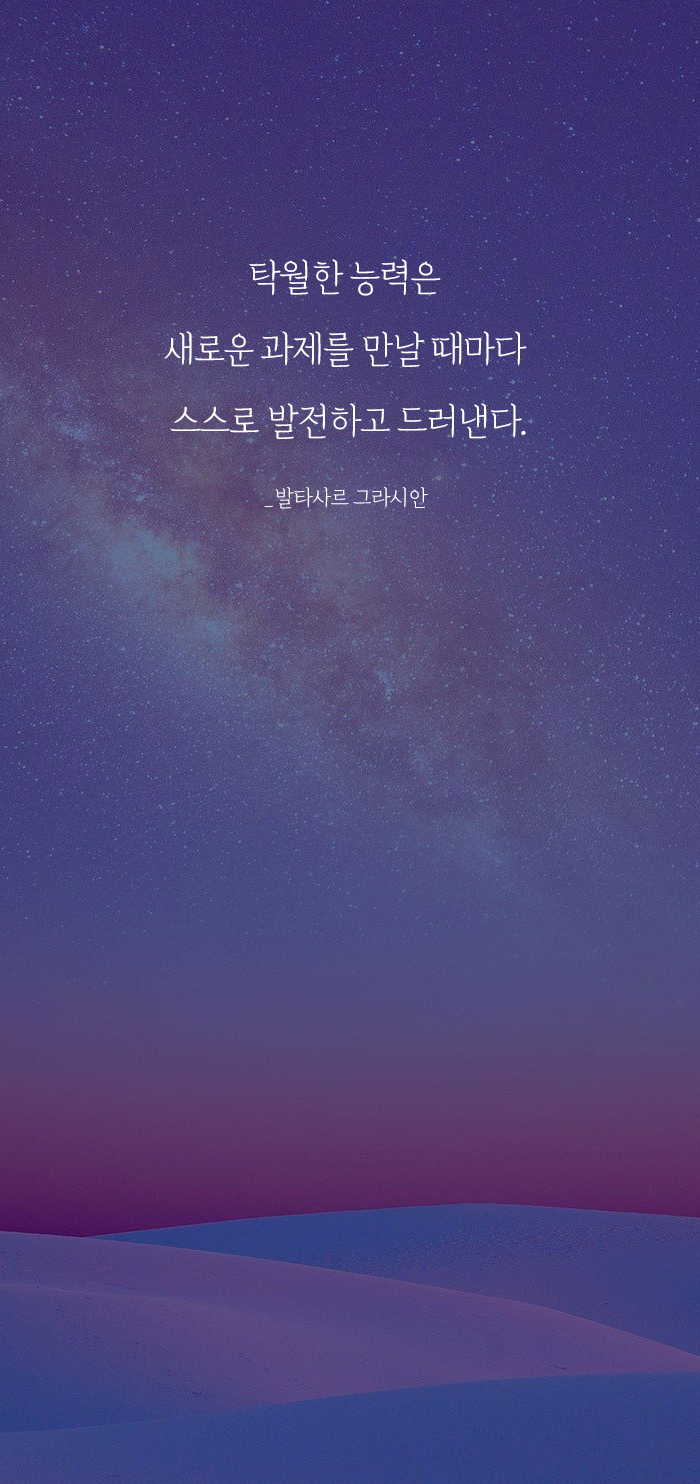 탁월한 능력은
새로운 과제를 만날 때마다
스스로 발전하고 드러낸다.
_발타사르 그라시안